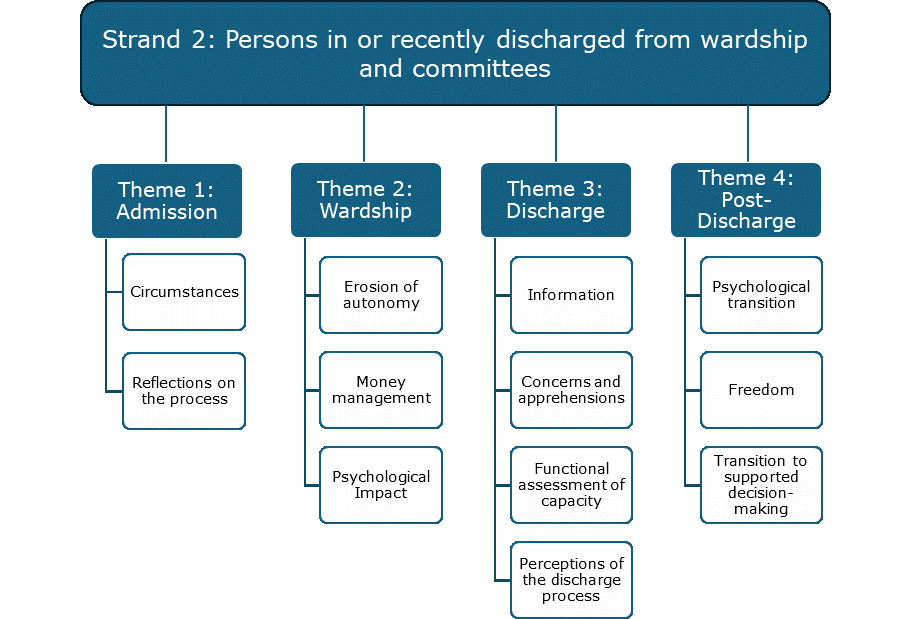 Strand 2: Persons in or recently discharged from wardship
and committees
Theme 1:
Admission
Circumstances
Reflections on
the process
Theme 2:
Wardship
Erosion of
autonomy
Money
management
Psychological
Impact
Theme 3:
Discharge
Information
Concerns and
apprehensions
Functional
assessment of
capacity
Perceptions of
the discharge
process
Theme 4:
Post-
Discharge
Psychological
transition
Freedom
Transition to
supported
decision-
making